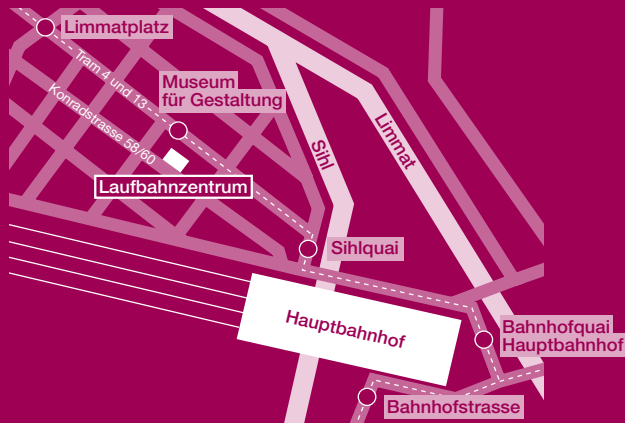 Limmatplatz
Tram 4 und 13
Museum
für Gestaltung
Konradstrasse 58/60
Laufbahnzentrum
Sihl
Limmat
Sihlquai
Hauptbahnhof
Bahnhofquai
Hauptbahnhof
Bahnhofstrasse